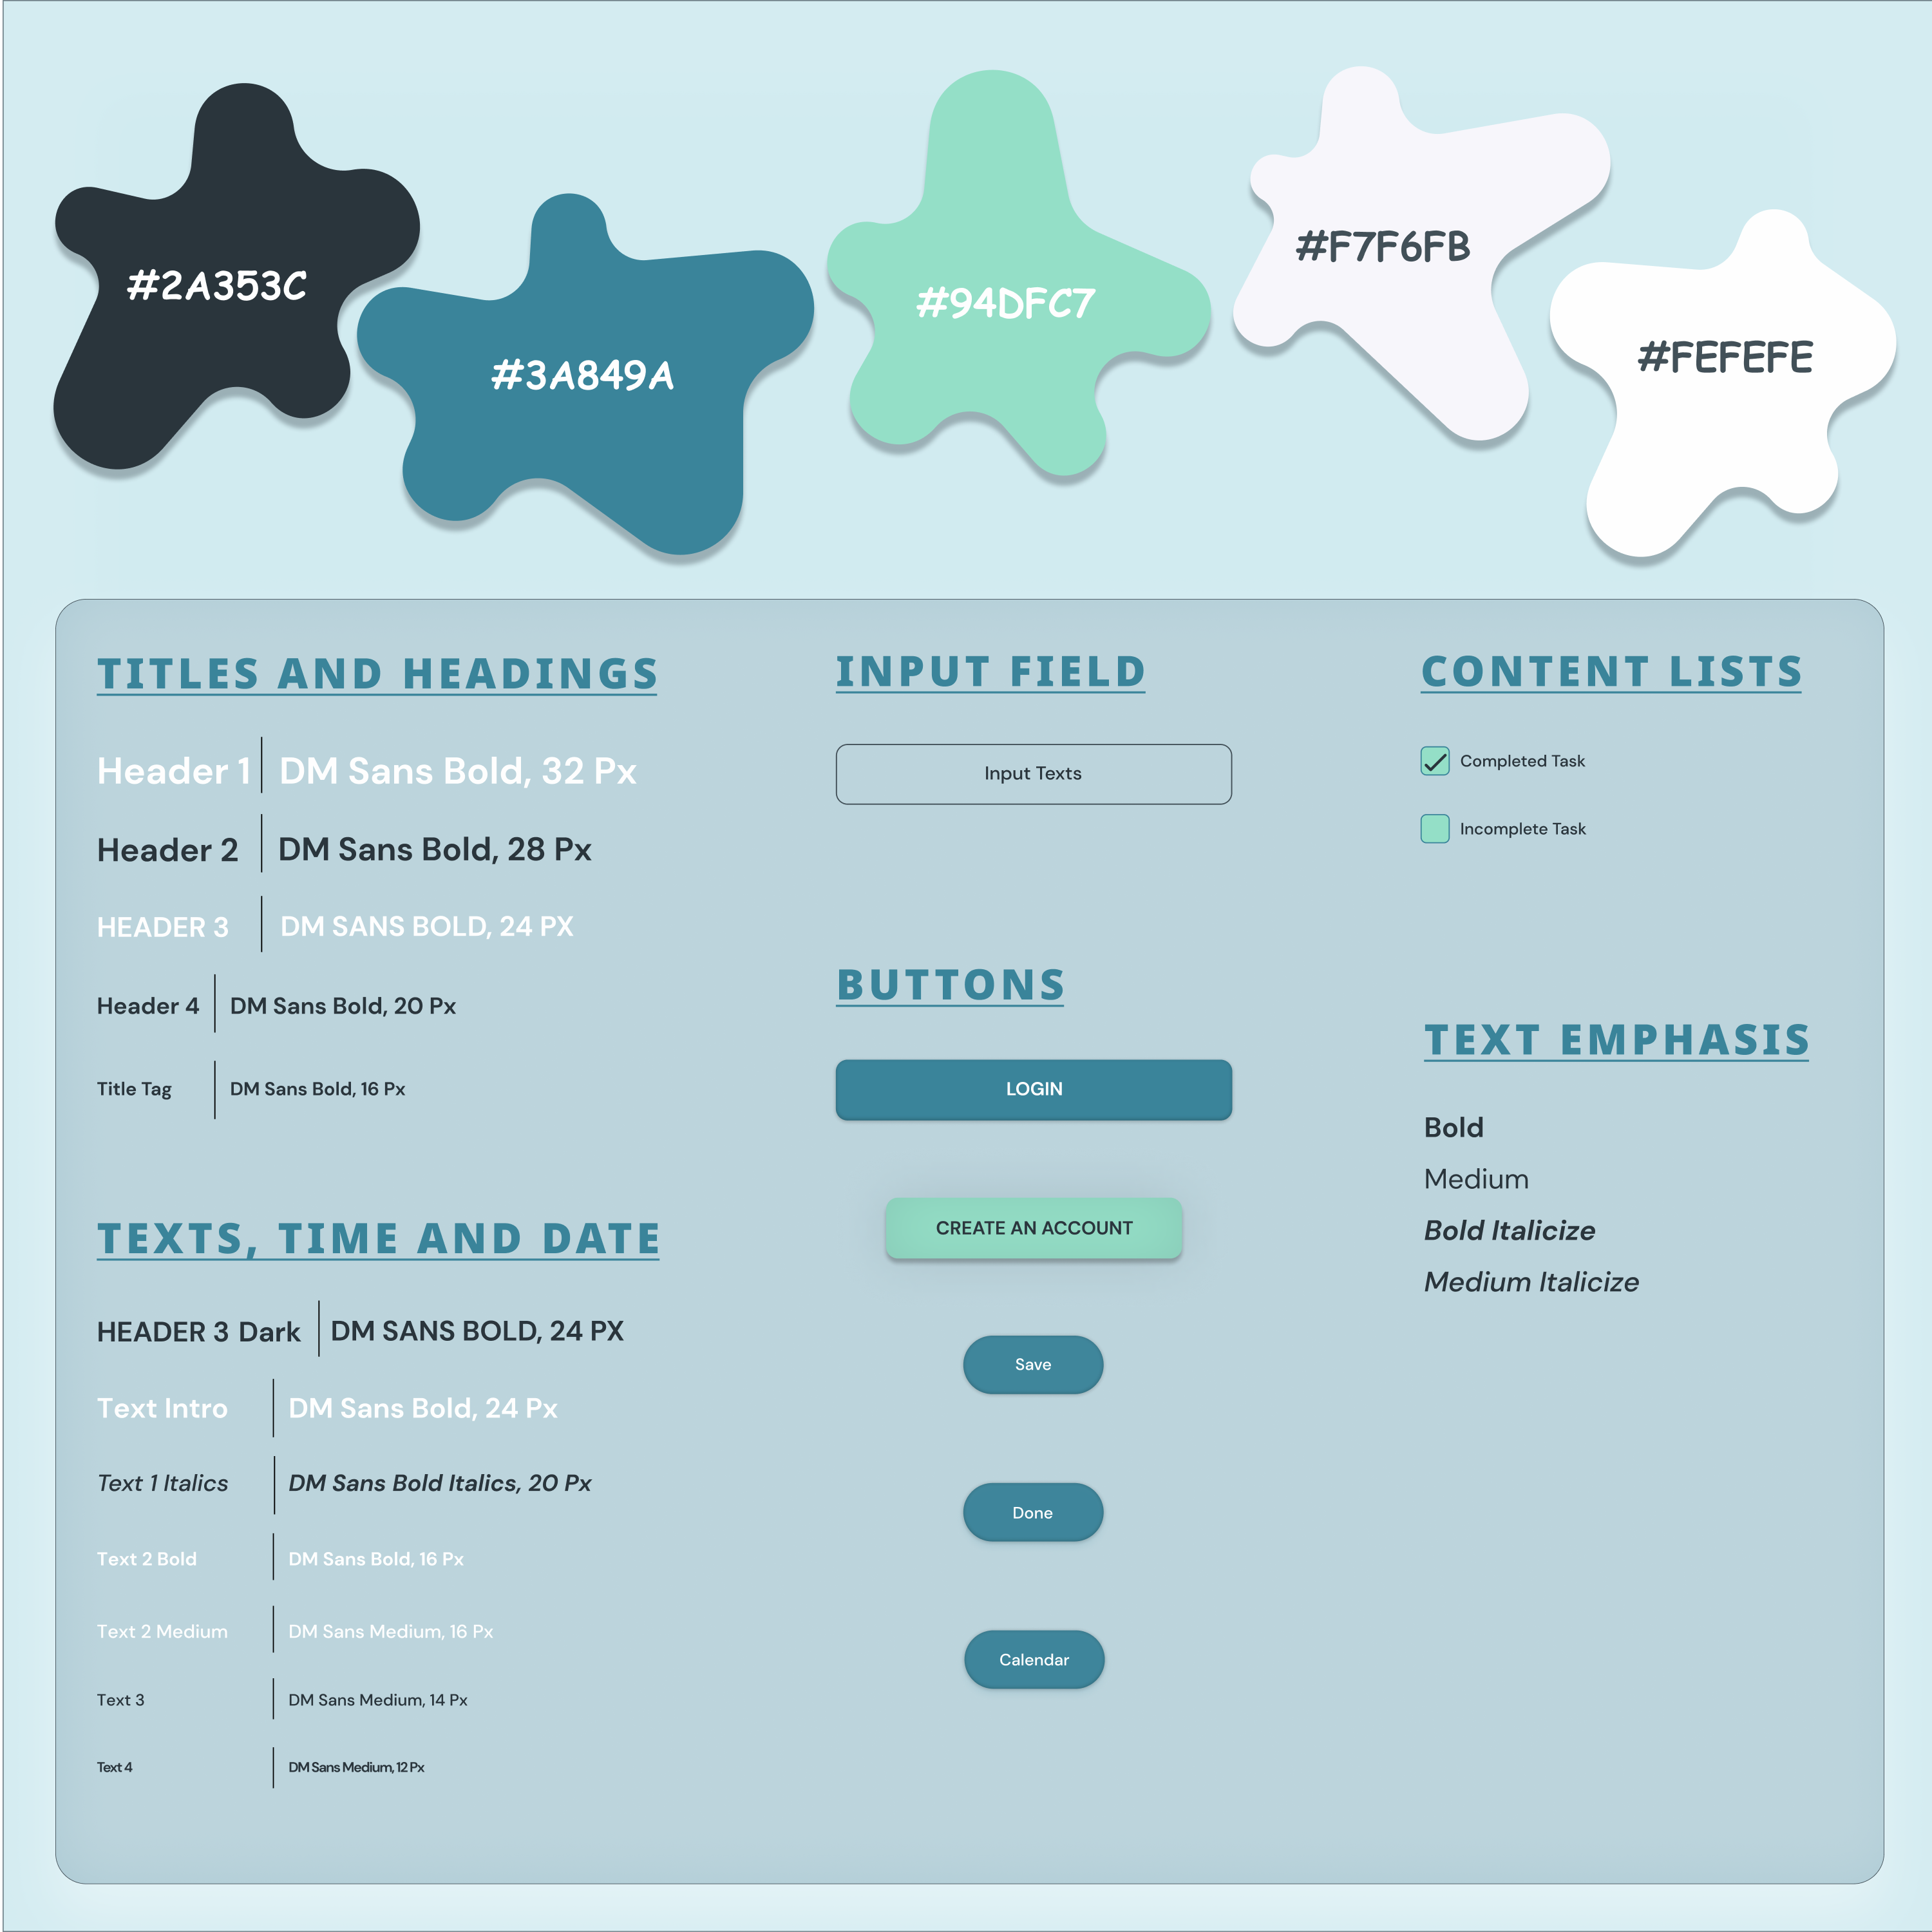 #2A353C
#3A849A
#94DFC7
#F7F6FB
#FEFEFE
TITLES AND HEADINGS
Header 1 DM Sans Bold, 32 Px
Header 2 DM Sans Bold, 28 Px
HEADER 3 DM SANS BOLD, 24 PX
Header 4 DM Sans Bold, 20 Px
Title Tag DM Sans Bold, 16 Px
TEXTS, TIME AND DATE
HEADER 3 Dark DM SANS BOLD, 24 PX
Text Intro DM Sans Bold, 24 Px
Text 1 Italics DM Sans Bold Italics, 20 Px
Text 2 Bold DM Sans Bold, 16 Px
Text 2 Medium DM Sans Medium, 16 Px
Text 3 DM Sans Medium, 14 Px
Text 4 DM Sans Medium, 12 Px
INPUT FIELD
Input Texts
BUTTONS
LOGIN
CREATE AN ACCOUNT
Save
Done
Calendar
CONTENT LISTS
Completed Task
Incomplete Task
TEXT EMPHASIS
Bold
Medium
Bold Italicize
Medium Italicize